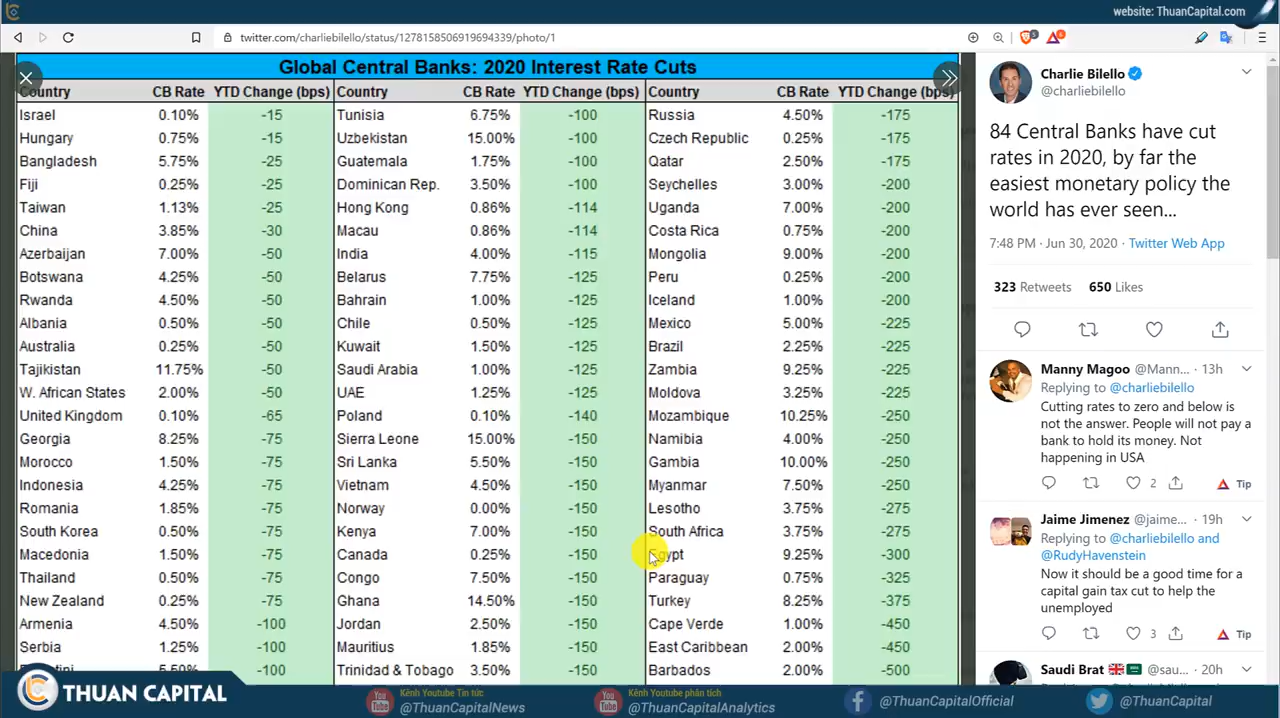 website: ThuanCapital.com
twitter.com/charliebilello/status/1278158506919694339/photo/1
Global Central Banks: 2020 Interest Rate Cuts
Country CB Rate YTD Change (bps) Country CB Rate YTD Change (bps) Country CB Rate YTD Change (bps)
Israel 0.10% -15 Tunisia 6.75% -100 Russia 4.50% -175
Hungary 0.75% -15 Uzbekistan 15.00% -100 Czech Republic 0.25% -175
Bangladesh 5.75% -25 Guatemala 1.75% -100 Qatar 2.50% -175
Fiji 0.25% -25 Dominican Rep. 3.50% -100 Seychelles 3.00% -200
Taiwan 1.13% -25 Hong Kong 0.86% -114 Uganda 7.00% -200
China 3.85% -30 Macau 0.86% -114 Costa Rica 0.75% -200
Azerbaijan 7.00% -50 India 4.00% -115 Mongolia 9.00% -200
Botswana 4.25% -50 Belarus 7.75% -125 Peru 0.25% -200
Rwanda 4.50% -50 Bahrain 1.00% -125 Iceland 1.00% -200
Albania 0.50% -50 Chile 0.50% -125 Mexico 5.00% -225
Australia 0.25% -50 Kuwait 1.50% -125 Brazil 2.25% -225
Tajikistan 11.75% -50 Saudi Arabia 1.00% -125 Zambia 9.25% -225
W. African States 2.00% -50 UAE 1.25% -125 Moldova 3.25% -225
United Kingdom 0.10% -65 Poland 0.10% -140 Mozambique 10.25% -250
Georgia 8.25% -75 Sierra Leone 15.00% -150 Namibia 4.00% -250
Morocco 1.50% -75 Sri Lanka 5.50% -150 Gambia 10.00% -250
Indonesia 4.25% -75 Vietnam 4.50% -150 Myanmar 7.50% -250
Romania 1.85% -75 Norway 0.00% -150 Lesotho 3.75% -275
South Korea 0.50% -75 Kenya 7.00% -150 South Africa 3.75% -275
Macedonia 1.50% -75 Canada 0.25% -150 Egypt 9.25% -300
Thailand 0.50% -75 Congo 7.50% -150 Paraguay 0.75% -325
New Zealand 0.25% -75 Ghana 14.50% -150 Turkey 8.25% -375
Armenia 4.50% -100 Jordan 2.50% -150 Cape Verde 1.00% -450
Serbia 1.25% -100 Mauritius 1.85% -150 East Caribbean 2.00% -450
5.50% -100 Trinidad & Tobago 3.50% -150 Barbados 2.00% -500
Charlie Bilello
@charliebilello
84 Central Banks have cut
rates in 2020, by far the
easiest monetary policy the
world has ever seen...
7:48 PM · Jun 30, 2020 · Twitter Web App
323 Retweets 650 Likes
Manny Magoo @Mann... · 13h
Replying to @charliebilello
Cutting rates to zero and below is
not the answer. People will not pay a
bank to hold its money. Not
happening in USA
2 Tip
Jaime Jimenez @jaime... · 19h
Replying to @charliebilello and
@RudyHavenstein
Now it should be a good time for a
capital gain tax cut to help the
unemployed
3 Tip
Saudi Brat @sau... · 20h
THUAN CAPITAL
Kênh Youtube Tin tức
@ThuanCapitalNews
Kênh Youtube phân tích
@ThuanCapitalAnalytics
@ThuanCapitalOfficial
@ThuanCapital